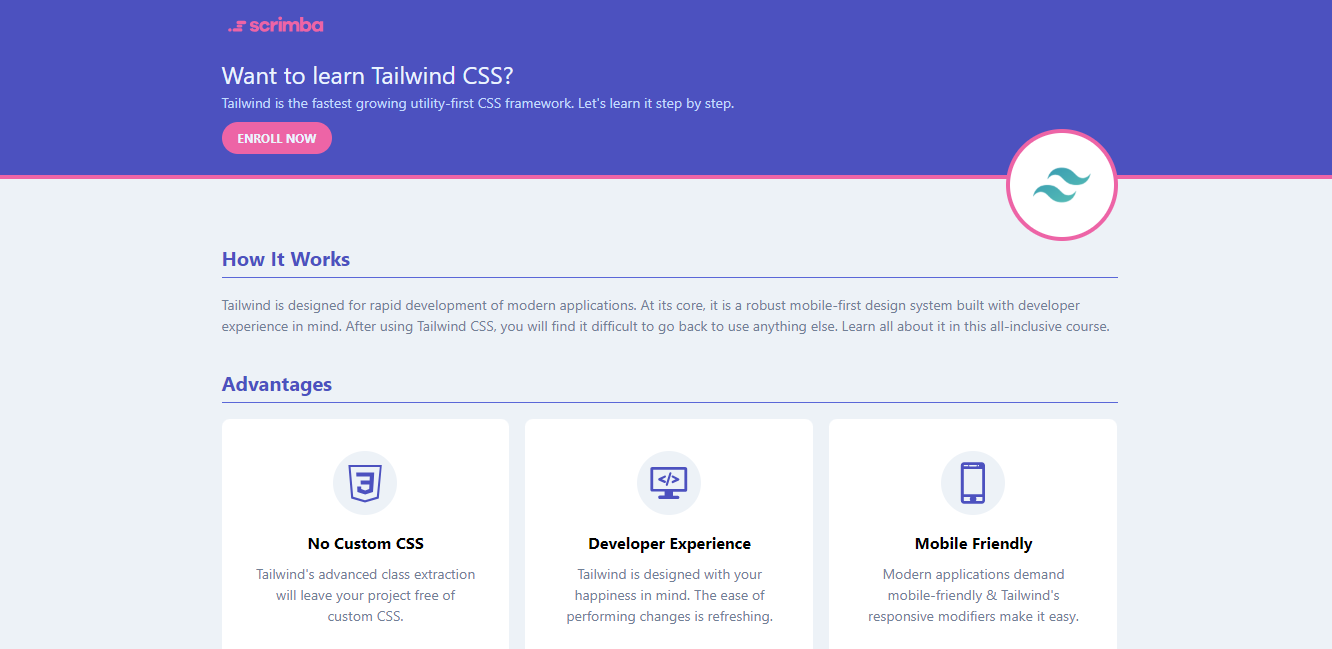 scrimba
Want to learn Tailwind CSS?
Tailwind is the fastest growing utility-first CSS framework. Let's learn it step by step.
ENROLL NOW
How It Works
Tailwind is designed for rapid development of modern applications. At its core, it is a robust mobile-first design system built with developer
experience in mind. After using Tailwind CSS, you will find it difficult to go back to use anything else. Learn all about it in this all-inclusive course.
Advantages
3
No Custom CSS
Tailwind's advanced class extraction
will leave your project free of
custom CSS.
</>
Developer Experience
Tailwind is designed with your
happiness in mind. The ease of
performing changes is refreshing.
Mobile Friendly
Modern applications demand
mobile-friendly & Tailwind's
responsive modifiers make it easy.